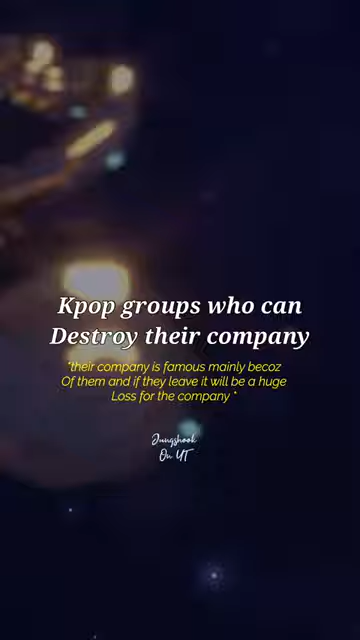 Kpop groups who can
Destroy their company
"their company is famous mainly becoz
Of them and if they leave it will be a huge
Loss for the company "
Jungshook
On YT